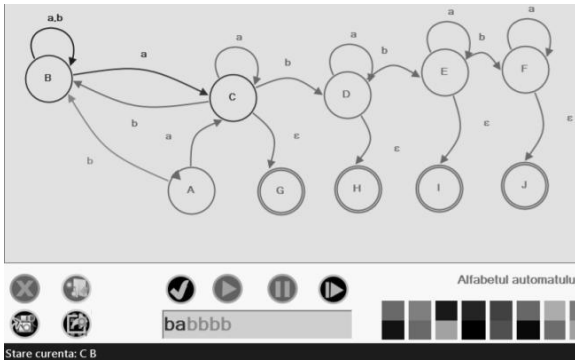 a,b
a
a
a
a
a
B
a
b
b
b
E
F
C
D
b
a
ε
ε
ε
ε
b
A
G
H
I
J
Alfabetul automatulu
babbbb
Stare curenta: C B